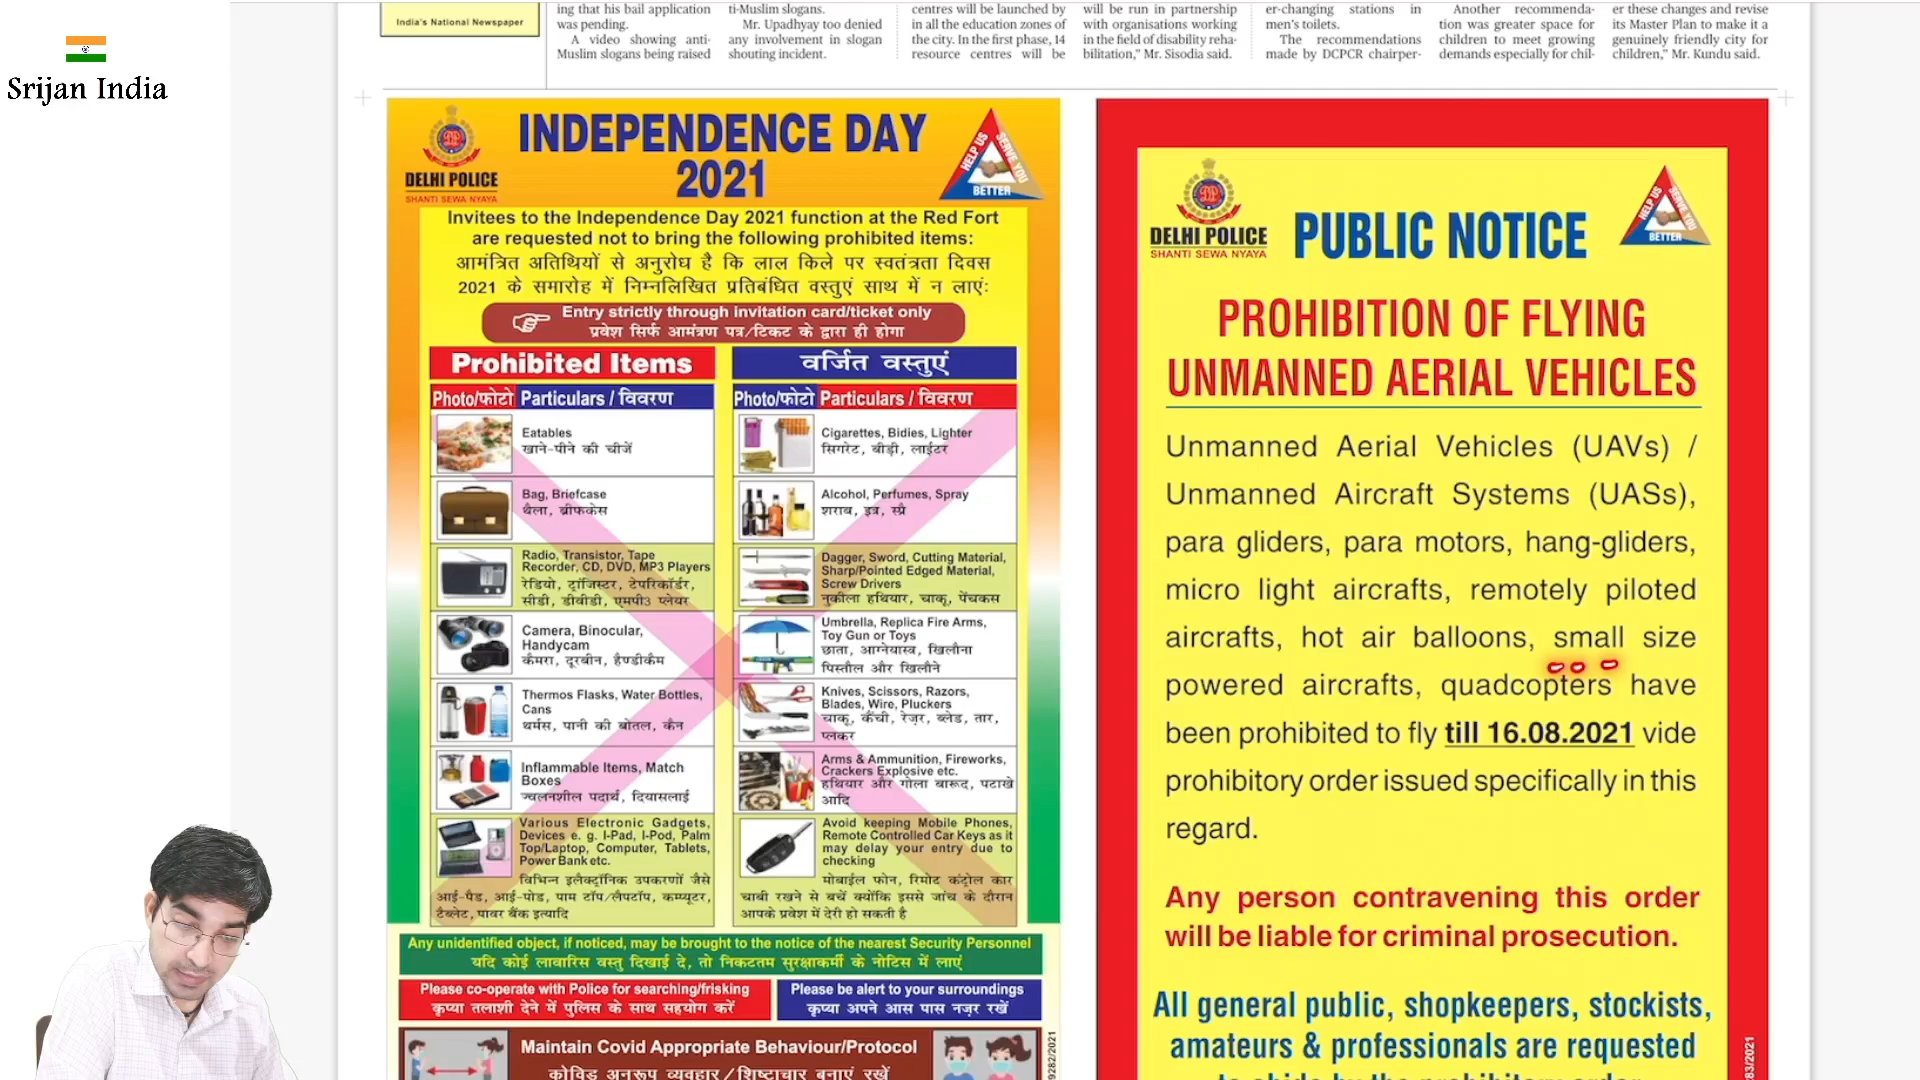 Srijan India
India's National Newspaper
ing that his bail application
was pending.
A video showing anti-
Muslim slogans being raised
ti-Muslim slogans.
Mr. Upadhyay too denied
any involvement in slogan
shouting incident.
centres will be launched by
in all the education zones of
the city. In the first phase, 14
resource centres will be
will be run in partnership
with organisations working
in the field of disability reha-
bilitation," Mr. Sisodia said.
er-changing stations in
men's toilets.
The recommendations
made by DCPCR chairper-
Another recommenda-
tion was greater space for
children to meet growing
demands especially for chil-
er these changes and revise
its Master Plan to make it a
genuinely friendly city for
children," Mr. Kundu said.
DELHI POLICE
SHANTI SEWA NYAYA
INDEPENDENCE DAY
2021
HELP US
SERVE YOU
BETTER
Invitees to the Independence Day 2021 function at the Red Fort
are requested not to bring the following prohibited items:
आमंत्रित अतिथियों से अनुरोध है कि लाल किले पर स्वतंत्रता दिवस
2021 के समारोह में निम्नलिखित प्रतिबंधित वस्तुएं साथ में न लाएं:
Entry strictly through invitation card/ticket only
प्रवेश सिर्फ आमंत्रण पत्र/टिकट के द्वारा ही होगा
Prohibited Items
वर्जित वस्तुएं
Photo/फोटो Particulars / विवरण
Photo/फोटो Particulars / विवरण
Eatables
खाने-पीने की चीजें
Cigarettes, Bidies, Lighter
सिगरेट, बीड़ी, लाईटर
Bag, Briefcase
थैला, ब्रीफकेस
Alcohol, Perfumes, Spray
शराब, इत्र, स्प्रै
Radio, Transistor, Tape
Recorder, CD, DVD, MP3 Players
रेडियो, ट्रांजिस्टर, टेपरिकॉर्डर,
सीडी, डीवीडी, एमपी3 प्लेयर
Dagger, Sword, Cutting Material,
Sharp/Pointed Edged Material,
Screw Drivers
नुकीला हथियार, चाकू, पेंचकस
Camera, Binocular,
Handycam
कैमरा, दूरबीन, हैण्डीकैम
Umbrella, Replica Fire Arms,
Toy Gun or Toys
छाता, आग्नेयास्त्र, खिलौना
पिस्तौल और खिलौने
Thermos Flasks, Water Bottles,
Cans
थर्मस, पानी की बोतल, कैन
Knives, Scissors, Razors,
Blades, Wire, Pluckers
चाकू, कैंची, रेज़र, ब्लेड, तार,
प्लकर
Inflammable Items, Match
Boxes
ज्वलनशील पदार्थ, दियासलाई
Arms & Ammunition, Fireworks,
Crackers Explosive etc.
हथियार और गोला बारूद, पटाखे
आदि
Various Electronic Gadgets,
Devices e. g. I-Pad, I-Pod, Palm
Top/Laptop, Computer, Tablets,
Power Bank etc.
विभिन्न इलैक्ट्रॉनिक उपकरणों जैसे
आई-पैड, आई-पोड, पाम टॉप/लैपटॉप, कम्प्यूटर,
टैब्लेट, पावर बैंक इत्यादि
Avoid keeping Mobile Phones,
Remote Controlled Car Keys as it
may delay your entry due to
checking
मोबाईल फोन, रिमोट कंट्रोल कार
चाबी रखने से बचें क्योंकि इससे जांच के दौरान
आपके प्रवेश में देरी हो सकती है
Any unidentified object, if noticed, may be brought to the notice of the nearest Security Personnel
यदि कोई लावारिस वस्तु दिखाई दे, तो निकटतम सुरक्षाकर्मी के नोटिस में लाएं
Please co-operate with Police for searching/frisking
कृप्या तलाशी देने में पुलिस के साथ सहयोग करें
Please be alert to your surroundings
कृप्या अपने आस पास नज़र रखें
Maintain Covid Appropriate Behaviour/Protocol
कोविड अनुरूप व्यवहार/शिष्टाचार बनाएं रखें
9282/2021
DELHI POLICE
SHANTI SEWA NYAYA
PUBLIC NOTICE
HELP US
SERVE YOU
BETTER
PROHIBITION OF FLYING
UNMANNED AERIAL VEHICLES
Unmanned Aerial Vehicles (UAVs) /
Unmanned Aircraft Systems (UASs),
para gliders, para motors, hang-gliders,
micro light aircrafts, remotely piloted
aircrafts, hot air balloons, small size
powered aircrafts, quadcopters have
been prohibited to fly till 16.08.2021 vide
prohibitory order issued specifically in this
regard.
Any person contravening this order
will be liable for criminal prosecution.
All general public, shopkeepers, stockists,
amateurs & professionals are requested
to abide by the prohibitory order
83/2021